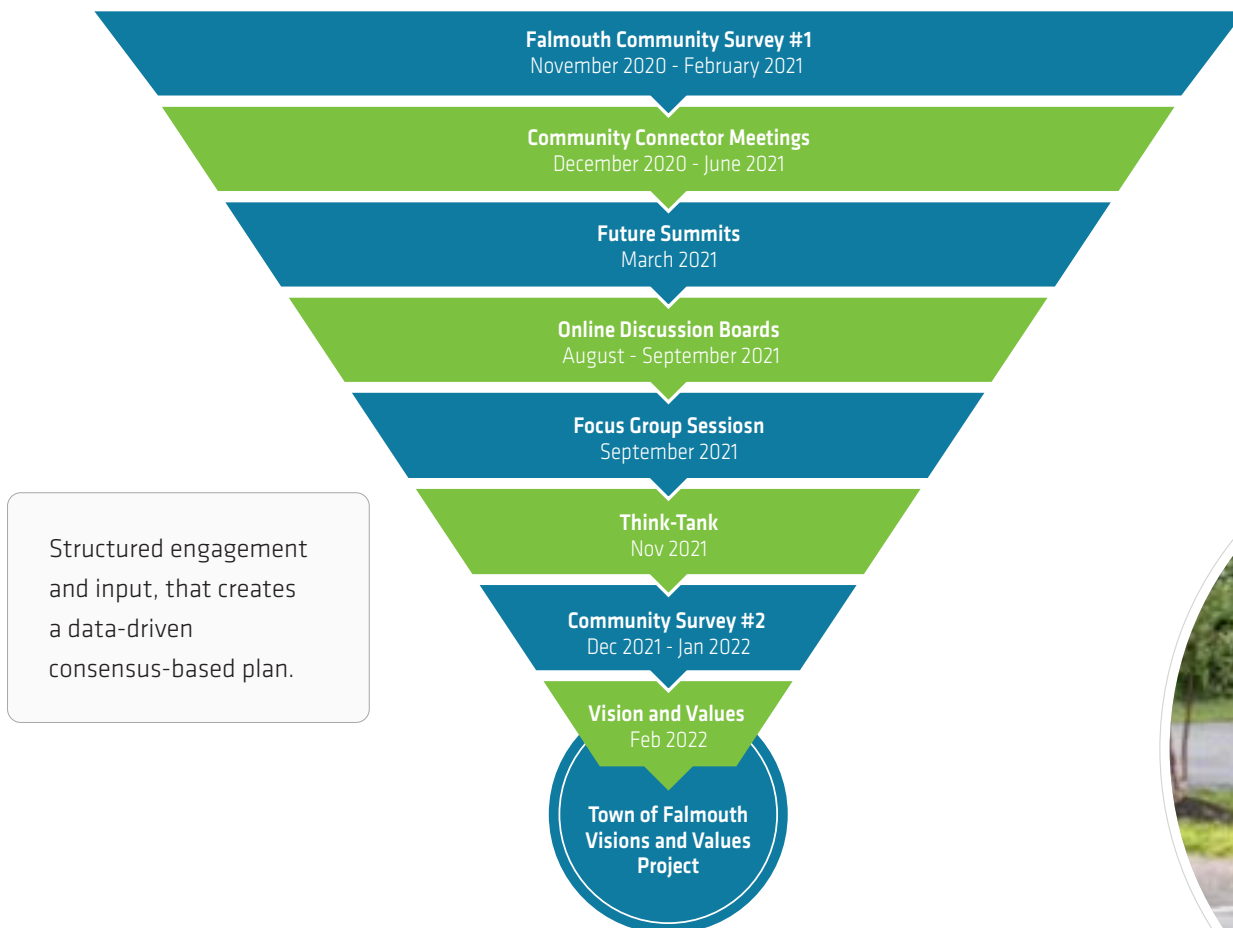 Falmouth Community Survey #1
November 2020 - February 2021
Community Connector Meetings
December 2020 - June 2021
Future Summits
March 2021
Online Discussion Boards
August - September 2021
Focus Group Sessiosn
September 2021
Think-Tank
Nov 2021
Community Survey #2
Dec 2021 - Jan 2022
Vision and Values
Feb 2022
Town of Falmouth
Visions and Values
Project
Structured engagement
and input, that creates
a data-driven
consensus-based plan.